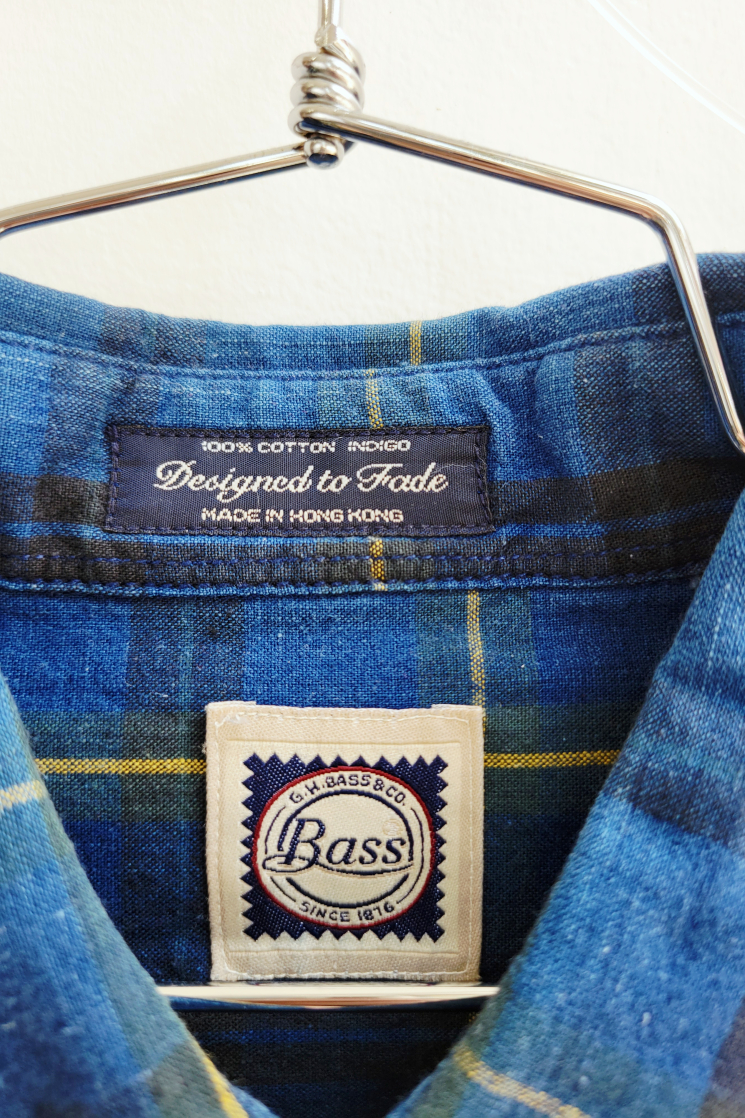 100% COTTON INDIGO
Designed to Fade
MADE IN HONG KONG
G.H. BASS & CO.
Bass
SINCE 1876